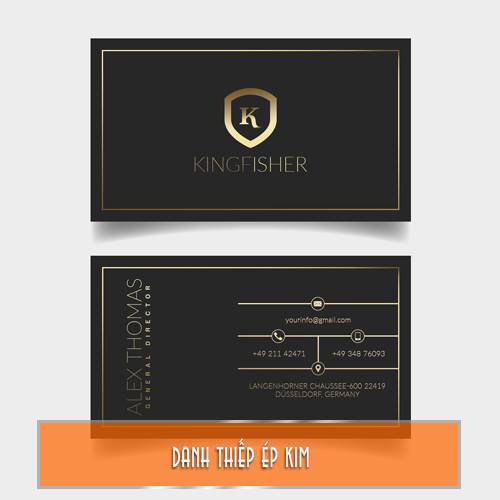 K
KINGFISHER
ALEX THOMAS
GENERAL DIRECTOR
yourinfo@gmail.com
+49 211 42471
+49 348 76093
LANGENHORNER CHAUSSEE-600 22419
DÜSSELDORF, GERMANY
DANH THIẾP ÉP KIM